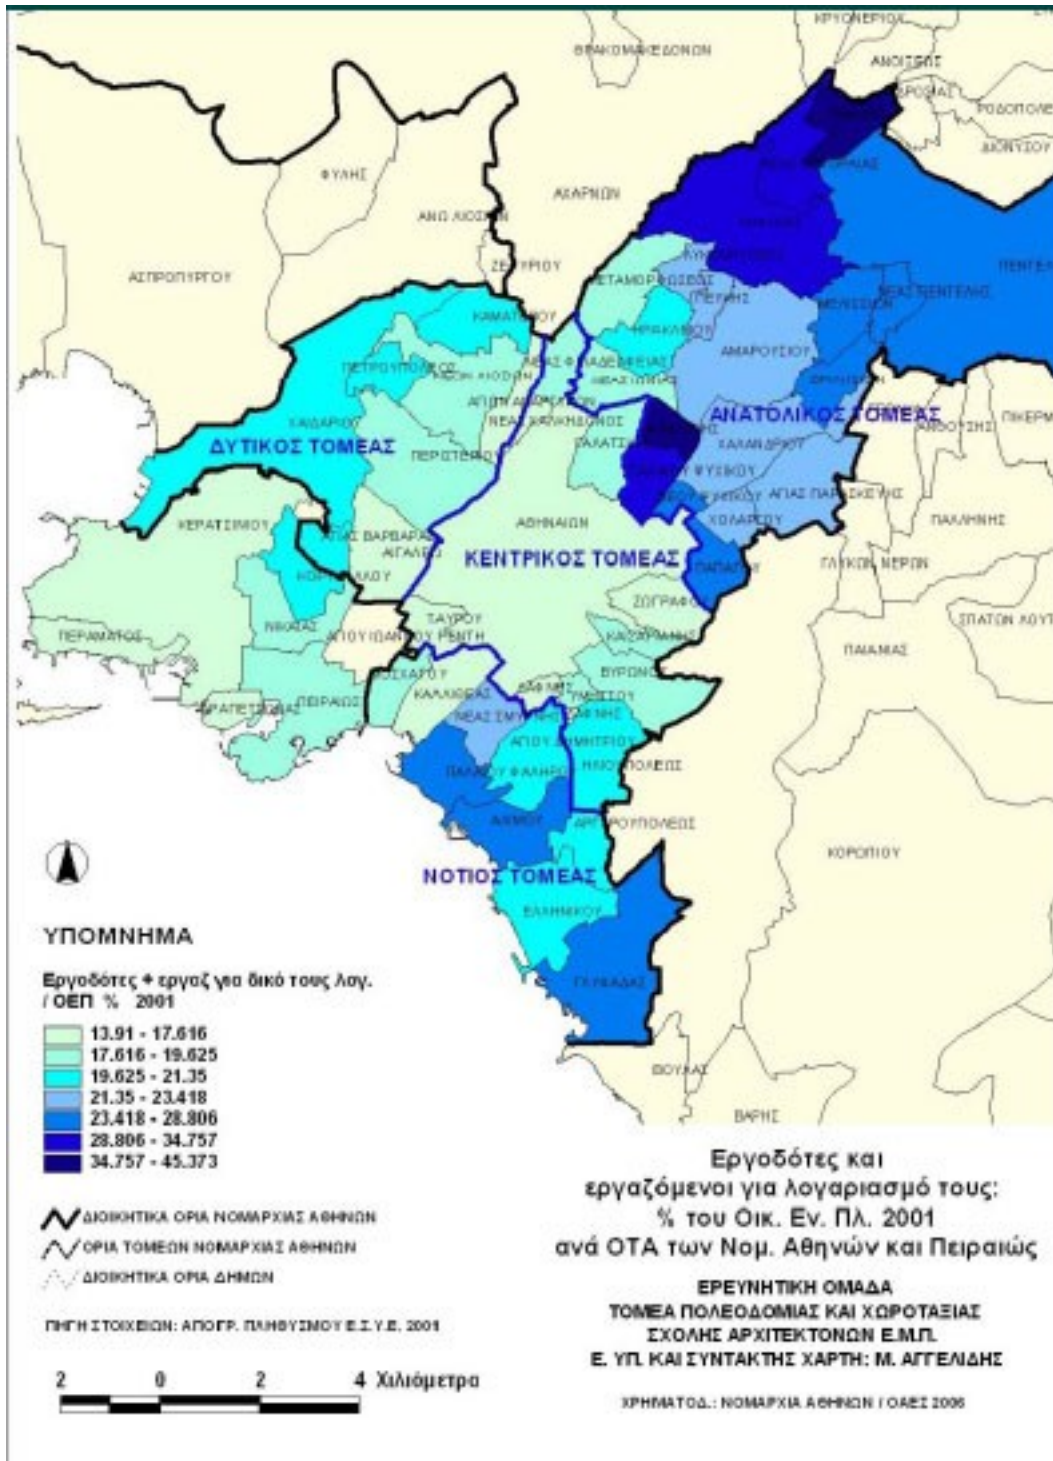 ΚΡΥΟΝΕΡΙΟΥ
ΘΡΑΚΟΜΑΚΕΔΟΝΩΝ
ΑΝΟΙΞΕΩΣ
ΔΙΟΝΥΣΟΥ
ΦΥΛΗΣ
ΑΧΑΡΝΩΝ
ΑΝΩ ΛΙΟΣΙΩΝ
ΑΣΠΡΟΠΥΡΓΟΥ
ΜΕΤΑΜΟΡΦΩΣΕΩΣ
ΝΕΑΣ ΠΕΝΤΕΛΗΣ
ΜΕΛΙΣΣΙΩΝ
ΚΑΜΑΤΕΡΟΥ
ΗΡΑΚΛΕΙΟΥ
ΑΜΑΡΟΥΣΙΟΥ
ΠΕΤΡΟΥΠΟΛΕΩΣ
ΝΕΑΣ ΦΙΛΑΔΕΛΦΕΙΑΣ
ΝΕΑΣ ΧΑΛΚΗΔΟΝΟΣ
ΧΑΙΔΑΡΙΟΥ
ΑΝΑΤΟΛΙΚΟΣ ΤΟΜΕΑΣ
ΑΝΘΟΥΣΗΣ
ΔΥΤΙΚΟΣ ΤΟΜΕΑΣ
ΠΕΡΙΣΤΕΡΙΟΥ
ΧΑΛΑΝΔΡΙΟΥ
ΑΓΙΑΣ ΠΑΡΑΣΚΕΥΗΣ
ΧΟΛΑΡΓΟΥ
ΠΑΛΛΗΝΗΣ
ΚΕΡΑΤΣΙΝΙΟΥ
ΑΘΗΝΑΙΩΝ
ΑΓΙΑΣ ΒΑΡΒΑΡΑΣ
ΑΙΓΑΛΕΩ
ΚΕΝΤΡΙΚΟΣ ΤΟΜΕΑΣ
ΠΑΠΑΓΟΥ
ΓΛΥΚΩΝ ΝΕΡΩΝ
ΖΩΓΡΑΦΟΥ
ΤΑΥΡΟΥ
ΠΕΡΑΜΑΤΟΣ
ΝΙΚΑΙΑΣ
ΑΓΙΟΥ ΙΩΑΝΝΟΥ ΡΕΝΤΗ
ΚΑΙΣΑΡΙΑΝΗΣ
ΠΑΙΑΝΙΑΣ
ΒΥΡΩΝΟΣ
ΠΕΙΡΑΙΩΣ
ΚΑΛΛΙΘΕΑΣ
ΝΕΑΣ ΣΜΥΡΝΗΣ
ΑΓΙΟΥ ΔΗΜΗΤΡΙΟΥ
ΗΛΙΟΥΠΟΛΕΩΣ
ΠΑΛΑΙΟΥ ΦΑΛΗΡΟΥ
ΑΛΙΜΟΥ
ΑΡΓΥΡΟΥΠΟΛΕΩΣ
ΚΟΡΩΠΙΟΥ
ΝΟΤΙΟΣ ΤΟΜΕΑΣ
ΕΛΛΗΝΙΚΟΥ
ΓΛΥΦΑΔΑΣ
ΒΟΥΛΑΣ
ΒΑΡΗΣ
ΥΠΟΜΝΗΜΑ
Εργοδότες + εργαζ για δικό τους λογ.
/ ΟΕΠ % 2001
13.91 - 17.616
17.616 - 19.625
19.625 - 21.35
21.35 - 23.418
23.418 - 28.806
28.806 - 34.757
34.757 - 45.373
ΔΙΟΙΚΗΤΙΚΑ ΟΡΙΑ ΝΟΜΑΡΧΙΑΣ ΑΘΗΝΩΝ
ΟΡΙΑ ΤΟΜΕΩΝ ΝΟΜΑΡΧΙΑΣ ΑΘΗΝΩΝ
ΔΙΟΙΚΗΤΙΚΑ ΟΡΙΑ ΔΗΜΩΝ
ΠΗΓΗ ΣΤΟΙΧΕΙΩΝ: ΑΠΟΓΡ. ΠΛΗΘΥΣΜΟΥ Ε.Σ.Υ.Ε. 2001
2 0 2 4 Χιλιόμετρα
Εργοδότες και
εργαζόμενοι για λογαριασμό τους:
% του Οικ. Εν. Πλ. 2001
ανά ΟΤΑ των Νομ. Αθηνών και Πειραιώς
ΕΡΕΥΝΗΤΙΚΗ ΟΜΑΔΑ
ΤΟΜΕΑ ΠΟΛΕΟΔΟΜΙΑΣ ΚΑΙ ΧΩΡΟΤΑΞΙΑΣ
ΣΧΟΛΗΣ ΑΡΧΙΤΕΚΤΟΝΩΝ Ε.Μ.Π.
Ε. ΥΠ. ΚΑΙ ΣΥΝΤΑΚΤΗΣ ΧΑΡΤΗ: Μ. ΑΓΓΕΛΙΔΗΣ
ΧΡΗΜΑΤΟΔ.: ΝΟΜΑΡΧΙΑ ΑΘΗΝΩΝ / ΟΑΕΣ 2006